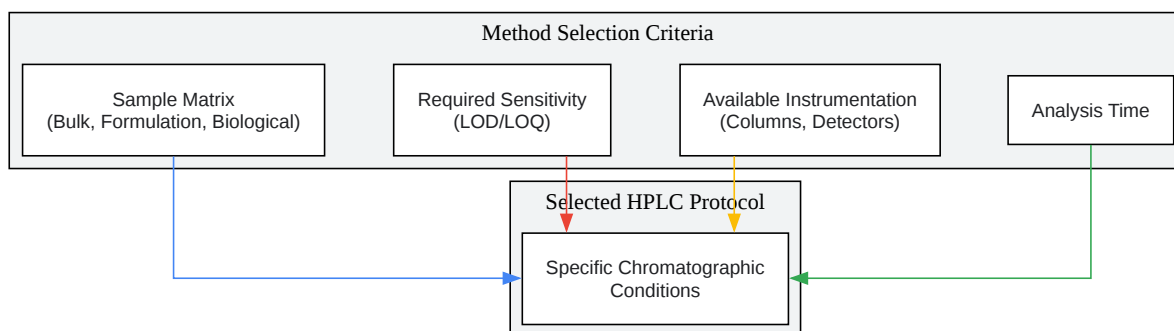 Method Selection Criteria
Sample Matrix
(Bulk, Formulation, Biological)
Required Sensitivity
(LOD/LOQ)
Available Instrumentation
(Columns, Detectors)
Analysis Time
Selected HPLC Protocol
Specific Chromatographic
Conditions